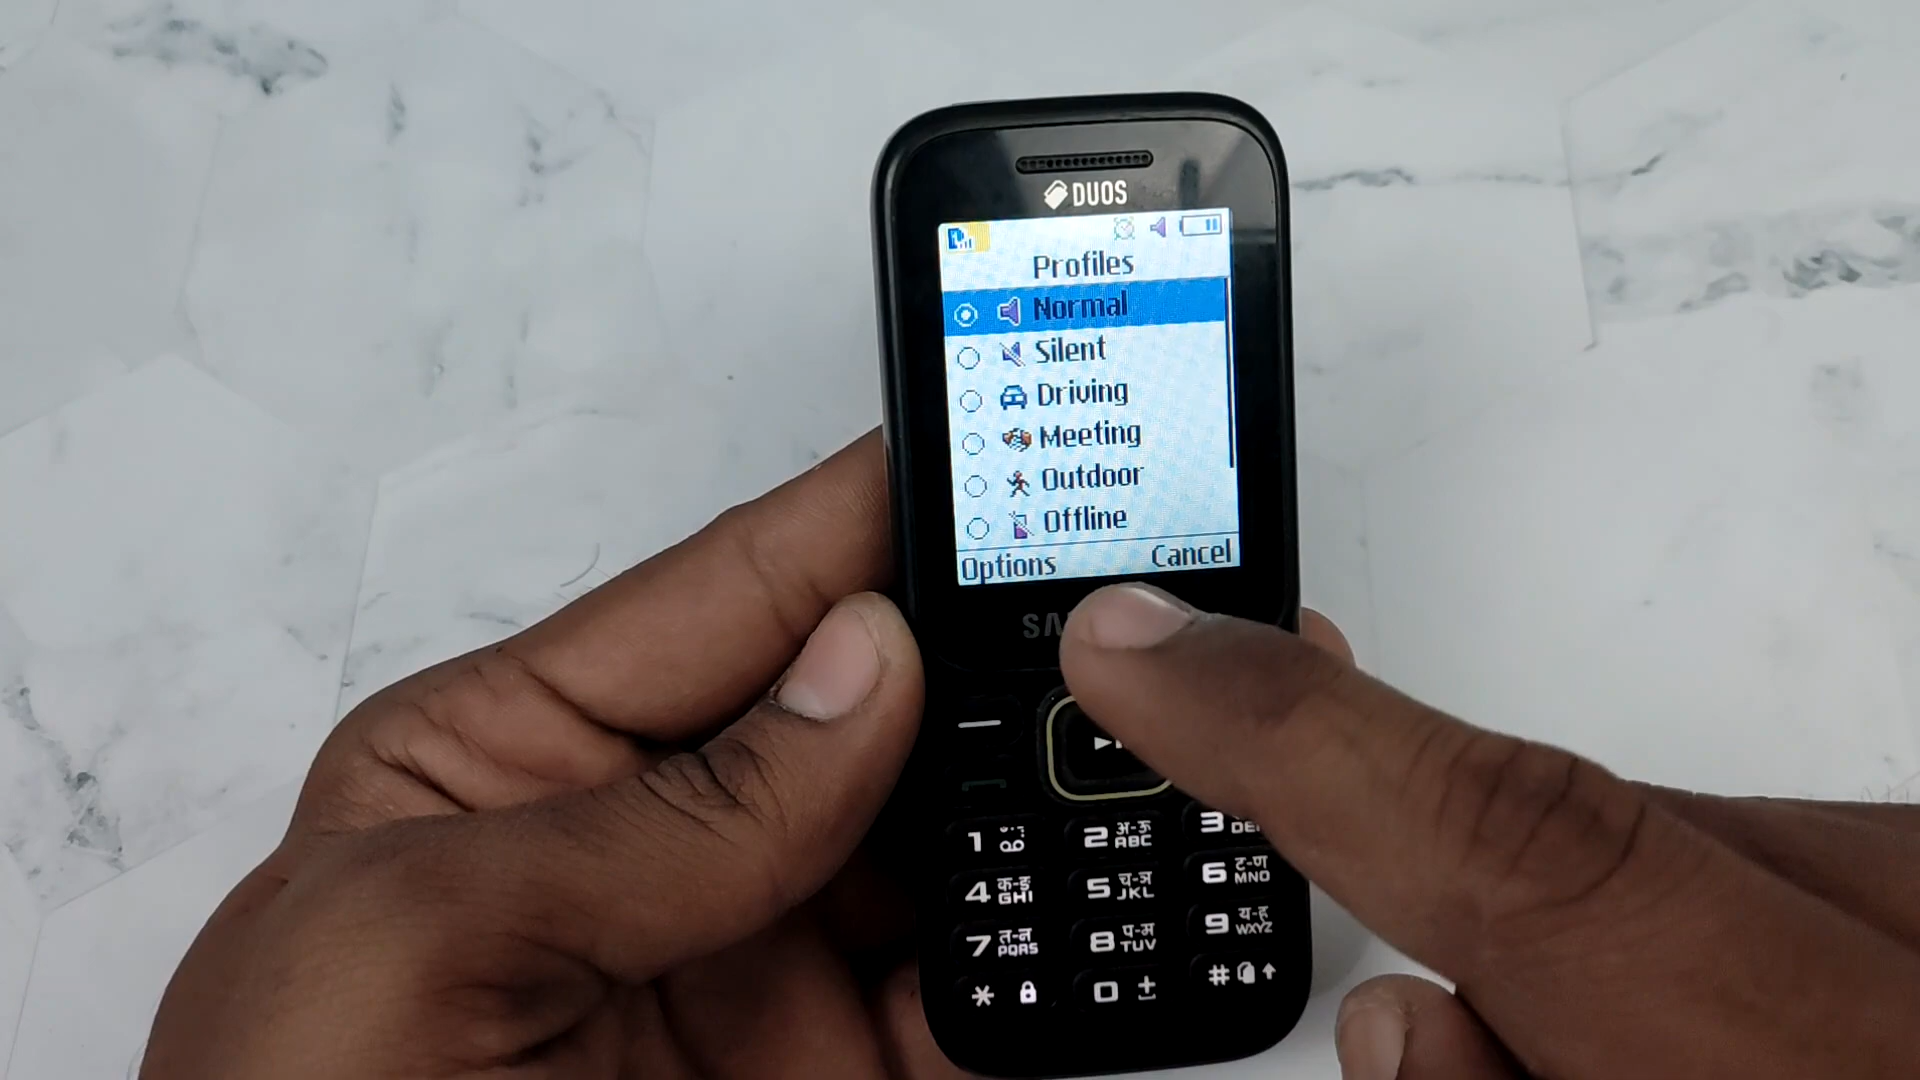 DUOS
Profiles
Normal
Silent
Driving
Meeting
Outdoor
Offline
Options Cancel
1 2 अ-ऊ ABC 3
4 क-ङ GHI 5 च-ञ JKL 6 ट-ण MNO
7 त-न PQRS 8 प-म TUV 9 य-ह WXYZ
* 0 ± #